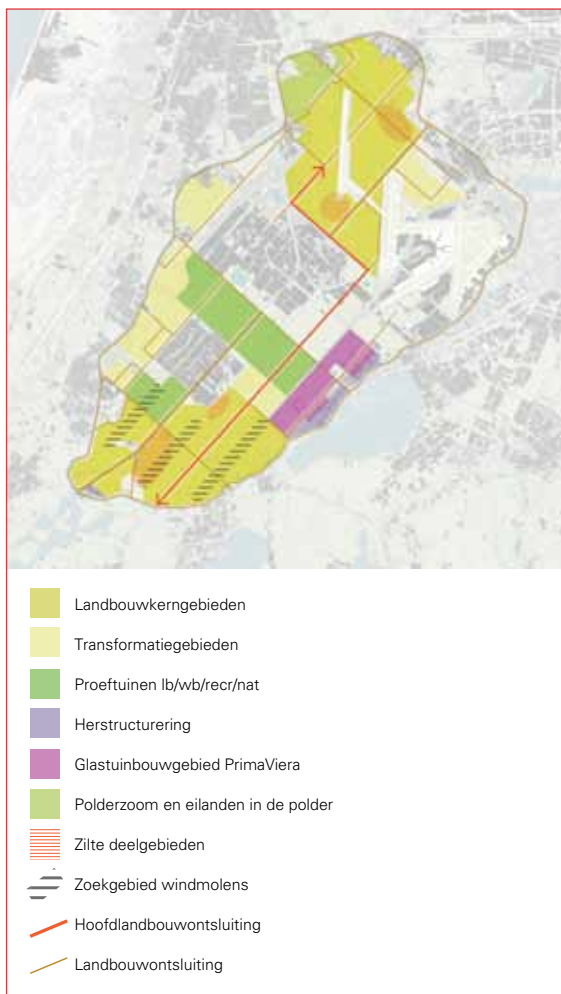 Landbouwkerngebieden
Transformatiegebieden
Proeftuinen lb/wb/recr/nat
Herstructurering
Glastuinbouwgebied PrimaViera
Polderzoom en eilanden in de polder
Zilte deelgebieden
Zoekgebied windmolens
Hoofdlandbouwontsluiting
Landbouwontsluiting